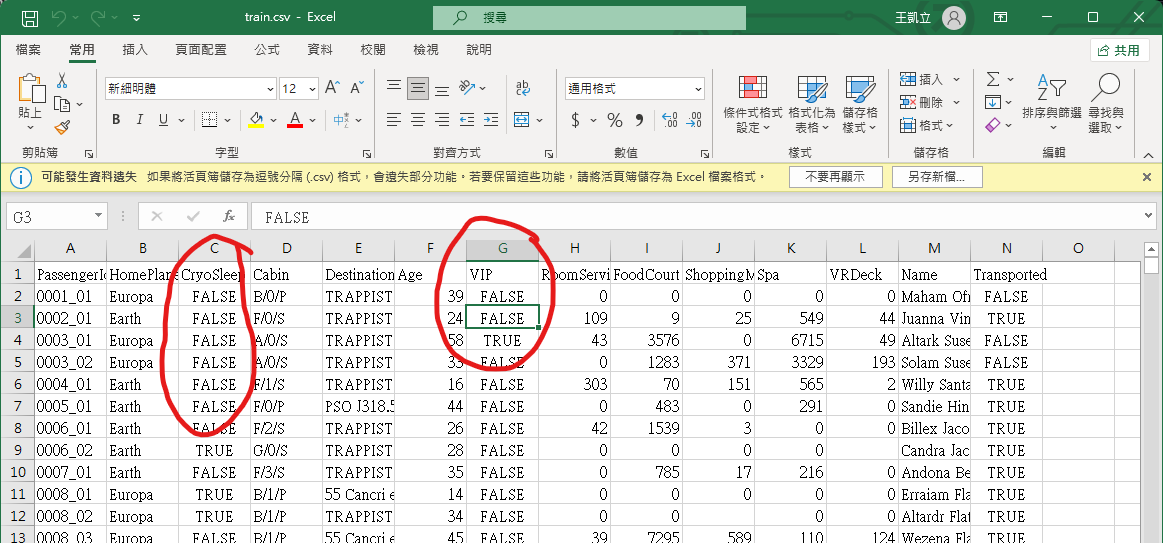 train.csv - Excel
搜尋
王凱立
檔案 常用 插入 頁面配置 公式 資料 校閱 檢視 說明 共用
貼上 新細明體 12 A A ab 通用格式 條件式格式設定 格式化為表格 儲存格樣式 插入 刪除 格式 排序與篩選 尋找與選取
B I U A 中 $ % 9 .00 .00
剪貼簿 字型 對齊方式 數值 樣式 儲存格 編輯
可能發生資料遺失 如果將活頁簿儲存為逗號分隔 (.csv) 格式，會遺失部分功能。若要保留這些功能，請將活頁簿儲存為 Excel 檔案格式。 不要再顯示 另存新檔...
G3 fx FALSE
A B C D E F G H I J K L M N O
1 PassengerId HomePlane CryoSleep Cabin Destination Age VIP RoomServi FoodCourt ShoppingM Spa VRDeck Name Transported
2 0001_01 Europa FALSE B/0/P TRAPPIST 39 FALSE 0 0 0 0 0 Maham Ofr FALSE
3 0002_01 Earth FALSE F/0/S TRAPPIST 24 FALSE 109 9 25 549 44 Juanna Vin TRUE
4 0003_01 Europa FALSE A/0/S TRAPPIST 58 TRUE 43 3576 0 6715 49 Altark Suse FALSE
5 0003_02 Europa FALSE A/0/S TRAPPIST 33 FALSE 0 1283 371 3329 193 Solam Suse FALSE
6 0004_01 Earth FALSE F/1/S TRAPPIST 16 FALSE 303 70 151 565 2 Willy Santa TRUE
7 0005_01 Earth FALSE F/0/P PSO J318.5 44 FALSE 0 483 0 291 0 Sandie Hin TRUE
8 0006_01 Earth FALSE F/2/S TRAPPIST 26 FALSE 42 1539 3 0 0 Billex Jaco TRUE
9 0006_02 Earth TRUE G/0/S TRAPPIST 28 FALSE 0 0 0 0 Candra Jac TRUE
10 0007_01 Earth FALSE F/3/S TRAPPIST 35 FALSE 0 785 17 216 0 Andona Be TRUE
11 0008_01 Europa TRUE B/1/P 55 Cancri e 14 FALSE 0 0 0 0 0 Erraiam Fla TRUE
12 0008_02 Europa TRUE B/1/P TRAPPIST 34 FALSE 0 0 0 0 Altardr Flat TRUE
13 0008_03 Europa FALSE B/1/P 55 Cancri e 45 FALSE 39 7295 589 110 124 Wezena Fla TRUE